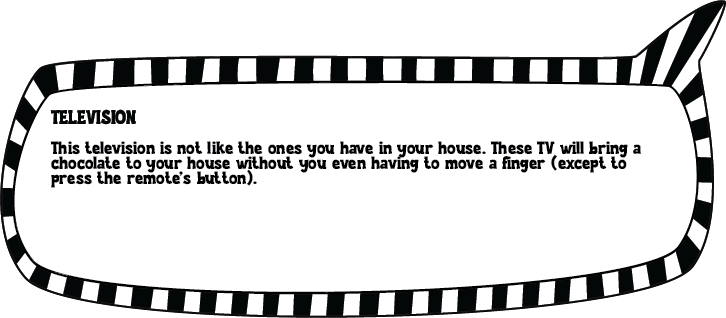 TELEVISION
This television is not like the ones you have in your house. These TV will bring a
chocolate to your house without you even having to move a finger (except to
press the remote's button).